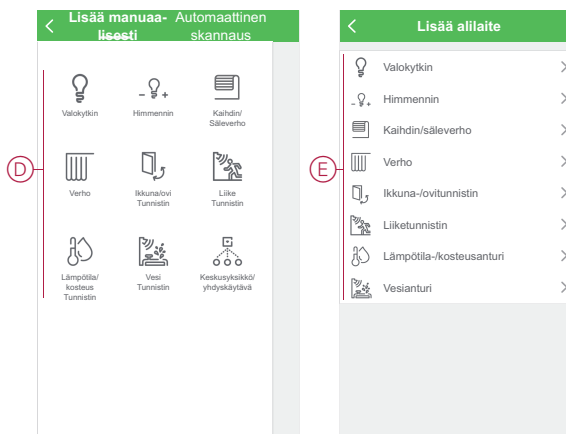 Lisää manuaa-
lisesti
Automaattinen
skannaus
D
Valokytkin
Himmennin
Kaihdin/
Säleverho
Verho
Ikkuna/ovi
Tunnistin
Liike
Tunnistin
Lämpötila/
kosteus
Tunnistin
Vesi
Tunnistin
Keskusyksikkö/
yhdyskäytävä
Lisää alilaite
E
Valokytkin
Himmennin
Kaihdin/säleverho
Verho
Ikkuna-/ovitunnistin
Liiketunnistin
Lämpötila-/kosteusanturi
Vesianturi